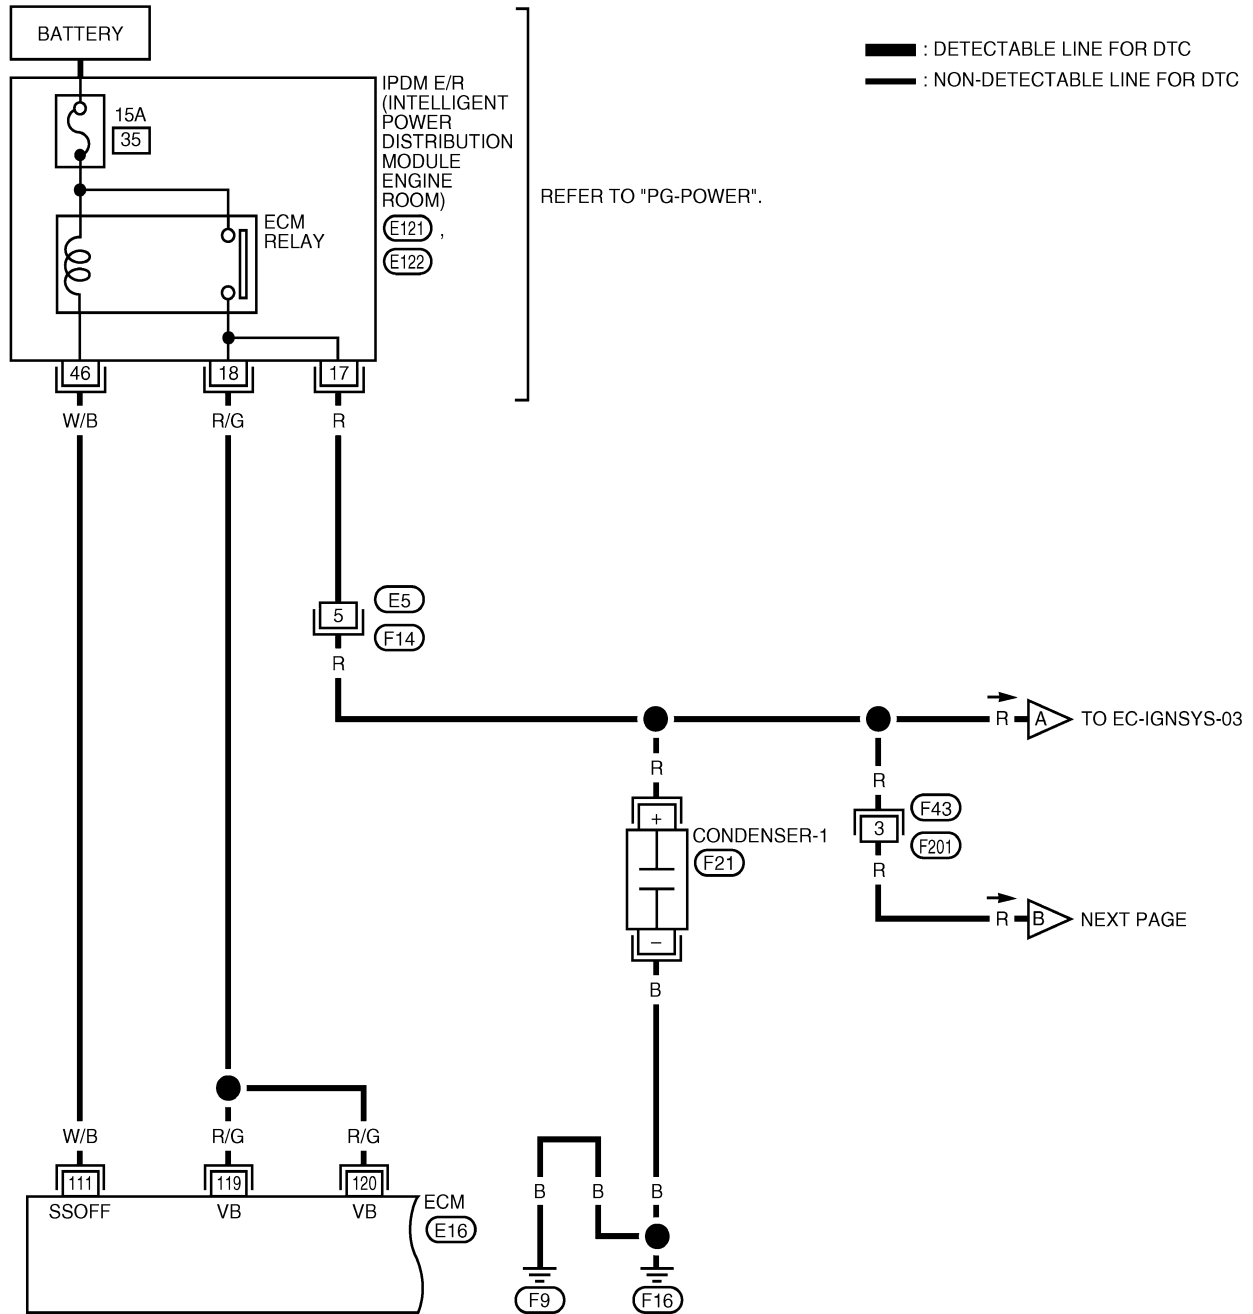 BATTERY
: DETECTABLE LINE FOR DTC
: NON-DETECTABLE LINE FOR DTC
IPDM E/R
(INTELLIGENT
POWER
DISTRIBUTION
MODULE
ENGINE
ROOM)
E121 ,
E122
15A
35
REFER TO "PG-POWER".
ECM
RELAY
46
18
17
W/B
R/G
R
5
E5
F14
R
R
A
TO EC-IGNSYS-03
R
R
+
CONDENSER-1
F21
−
3
F43
F201
R
R
B
NEXT PAGE
B
W/B
R/G
R/G
111
119
120
SSOFF
VB
VB
ECM
E16
B
B
B
F9
F16